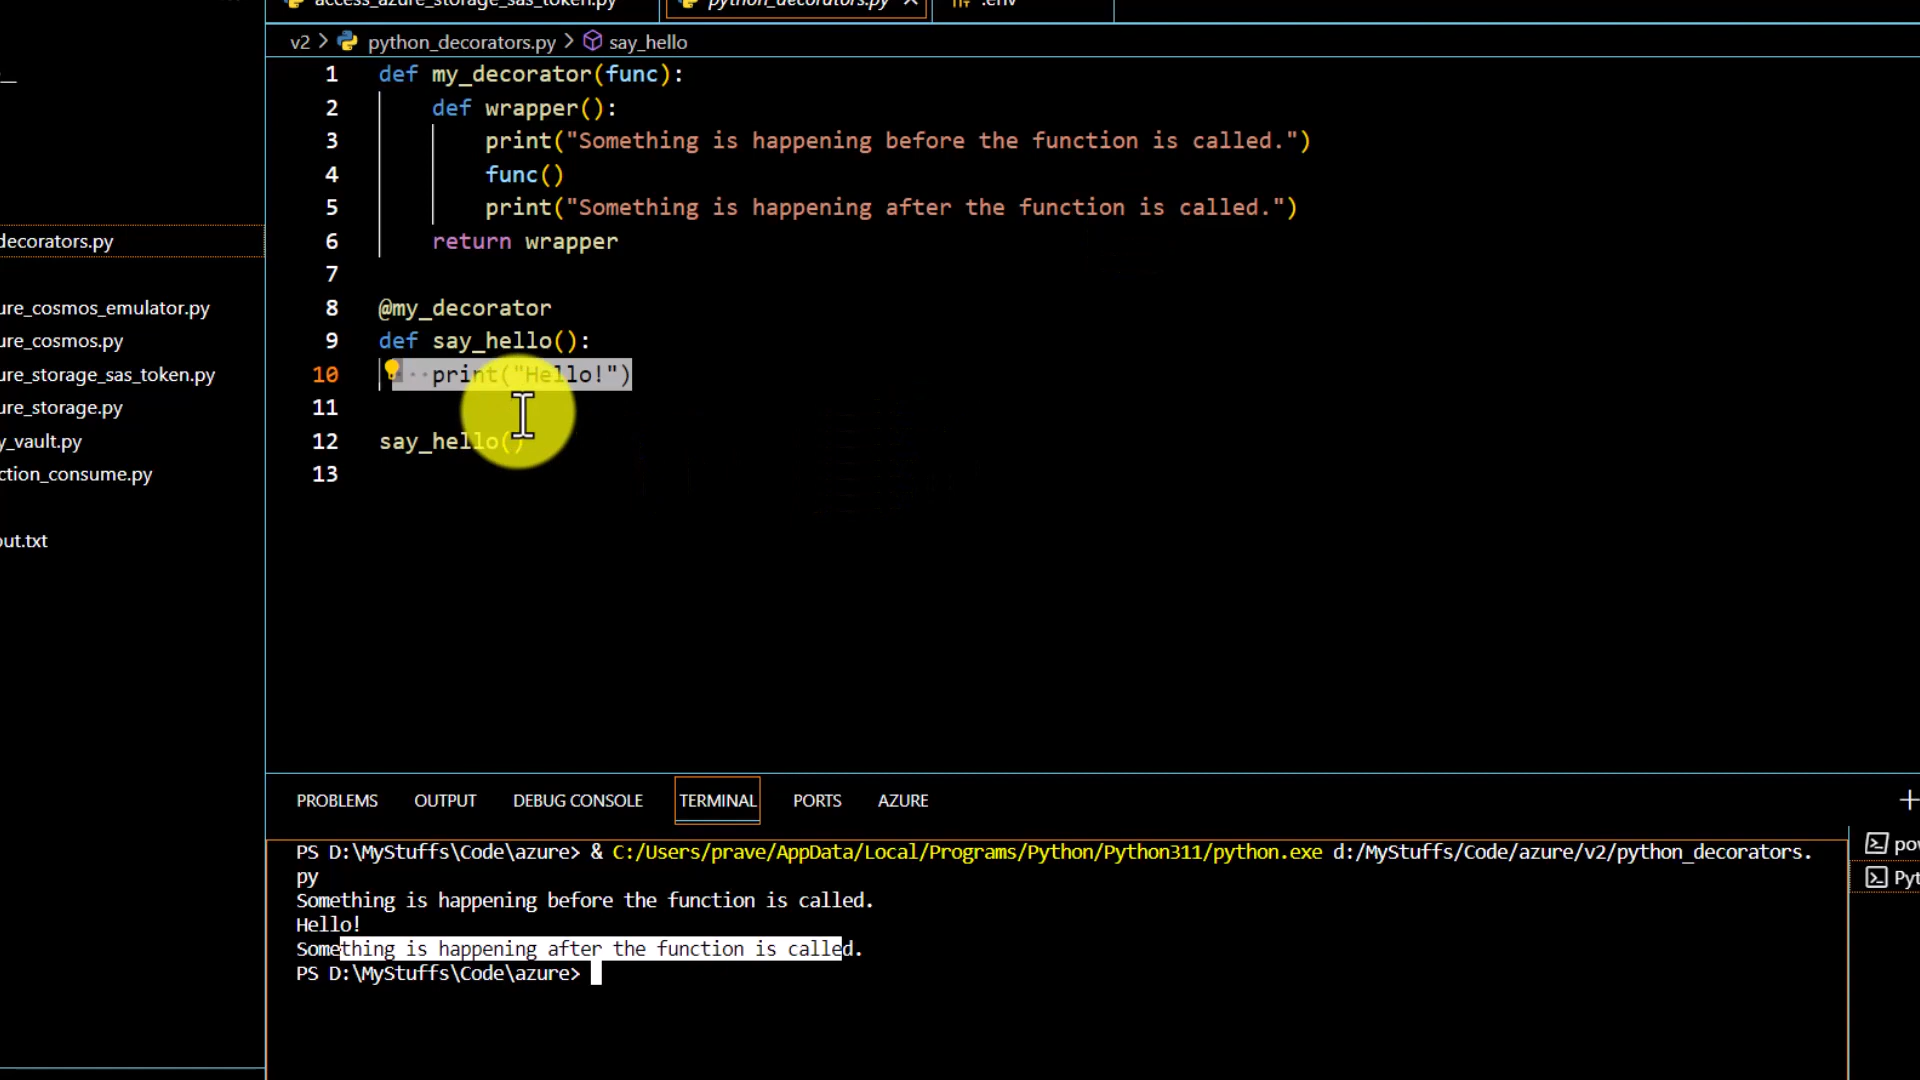 access_azure_storage_sas_token.py python_decorators.py .env
v2 > python_decorators.py > say_hello
1 def my_decorator(func):
2 def wrapper():
3 print("Something is happening before the function is called.")
4 func()
5 print("Something is happening after the function is called.")
6 return wrapper
7
8 @my_decorator
9 def say_hello():
10 print("Hello!")
11
12 say_hello()
13
decorators.py
ure_cosmos_emulator.py
ure_cosmos.py
ure_storage_sas_token.py
ure_storage.py
y_vault.py
ction_consume.py
out.txt
PROBLEMS OUTPUT DEBUG CONSOLE TERMINAL PORTS AZURE
PS D:\MyStuffs\Code\azure> & C:/Users/prave/AppData/Local/Programs/Python/Python311/python.exe d:/MyStuffs/Code/azure/v2/python_decorators.
py
Something is happening before the function is called.
Hello!
Something is happening after the function is called.
PS D:\MyStuffs\Code\azure>
pow
Pyt